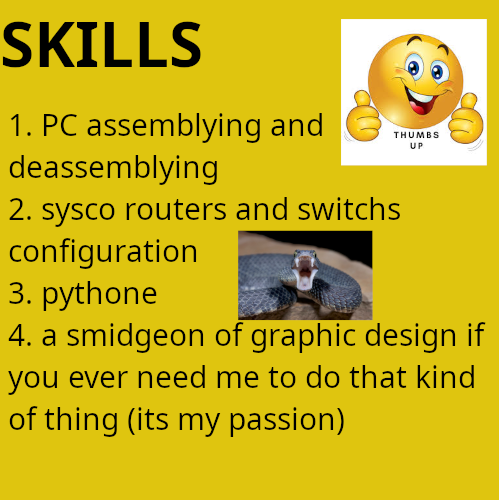 SKILLS
THUMBS
UP
1. PC assemblying and
deassemblying
2. sysco routers and switchs
configuration
3. pythone
4. a smidgeon of graphic design if
you ever need me to do that kind
of thing (its my passion)